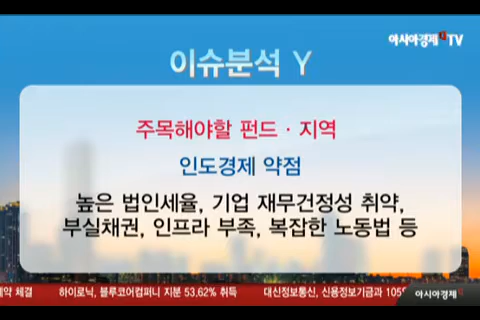 아시아경제 TV
이슈분석 Y
주목해야할 펀드 · 지역
인도경제 약점
높은 법인세율, 기업 재무건정성 취약,
부실채권, 인프라 부족, 복잡한 노동법 등
체결 하이로닉, 블루코어컴퍼니 지분 53,62% 취득 대신정보통신, 신용정보기금과 105 아시아경제